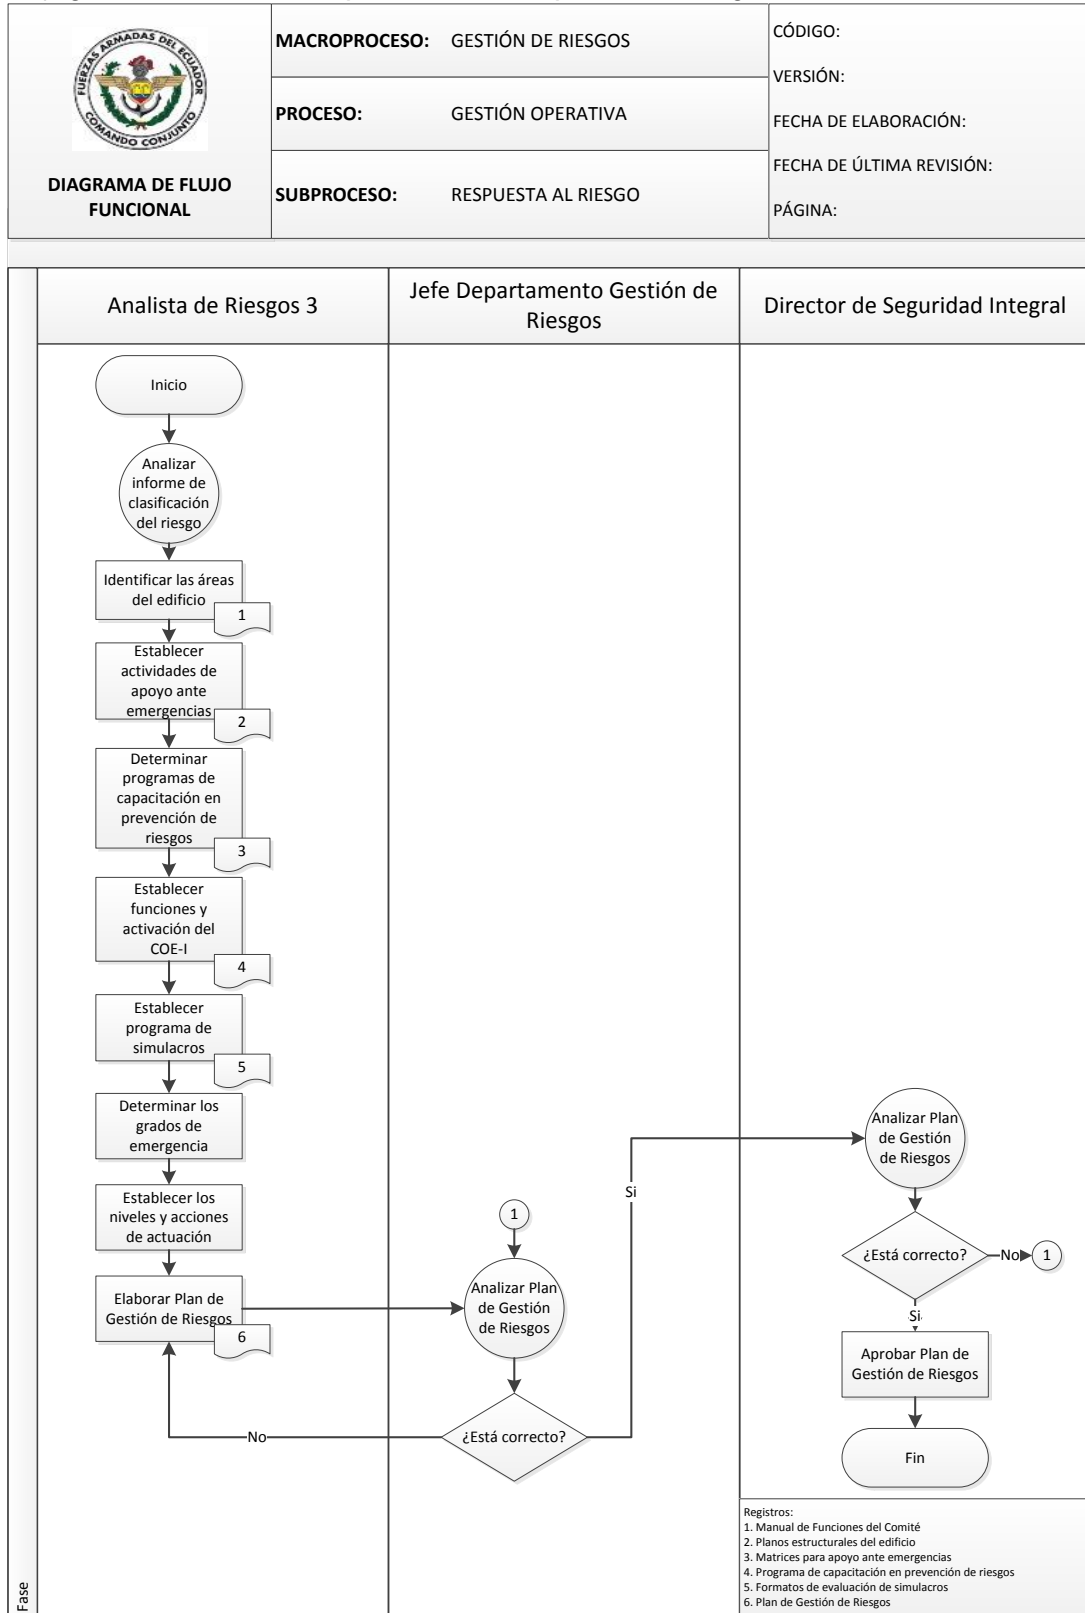 FUERZAS ARMADAS DEL ECUADOR
COMANDO CONJUNTO
DIAGRAMA DE FLUJO
FUNCIONAL
MACROPROCESO: GESTIÓN DE RIESGOS
PROCESO: GESTIÓN OPERATIVA
SUBPROCESO: RESPUESTA AL RIESGO
CÓDIGO:
VERSIÓN:
FECHA DE ELABORACIÓN:
FECHA DE ÚLTIMA REVISIÓN:
PÁGINA:
Analista de Riesgos 3
Jefe Departamento Gestión de
Riesgos
Director de Seguridad Integral
Inicio
Analizar
informe de
clasificación
del riesgo
Identificar las áreas
del edificio
1
Establecer
actividades de
apoyo ante
emergencias
2
Determinar
programas de
capacitación en
prevención de
riesgos
3
Establecer
funciones y
activación del
COE-I
4
Establecer
programa de
simulacros
5
Determinar los
grados de
emergencia
Establecer los
niveles y acciones
de actuación
Elaborar Plan de
Gestión de Riesgos
6
No
1
Analizar Plan
de Gestión
de Riesgos
¿Está correcto?
Si
Analizar Plan
de Gestión
de Riesgos
¿Está correcto?
No
1
Si
Aprobar Plan de
Gestión de Riesgos
Fin
Registros:
1. Manual de Funciones del Comité
2. Planos estructurales del edificio
3. Matrices para apoyo ante emergencias
4. Programa de capacitación en prevención de riesgos
5. Formatos de evaluación de simulacros
6. Plan de Gestión de Riesgos
Fase